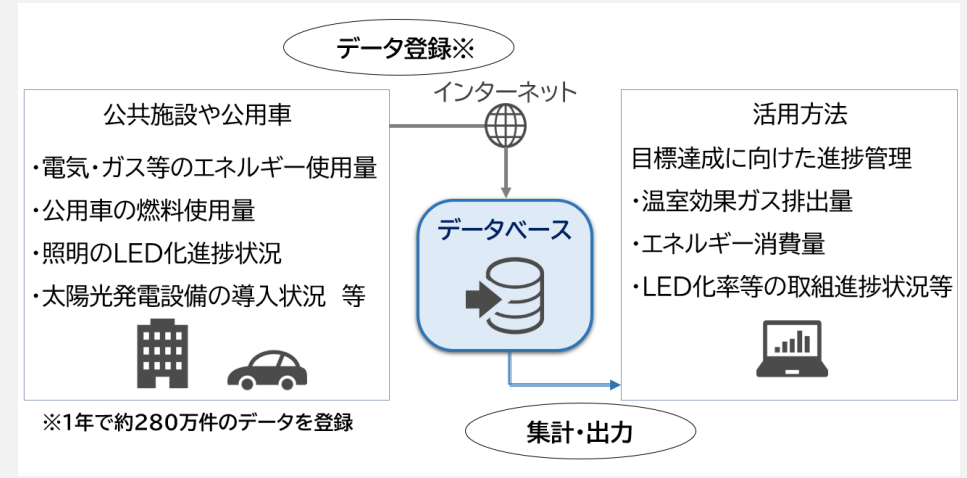 データ登録※
インターネット
公共施設や公用車
・電気・ガス等のエネルギー使用量
・公用車の燃料使用量
・照明のLED化進捗状況
・太陽光発電設備の導入状況 等
※1年で約280万件のデータを登録
データベース
集計・出力
活用方法
目標達成に向けた進捗管理
・温室効果ガス排出量
・エネルギー消費量
・LED化率等の取組進捗状況等